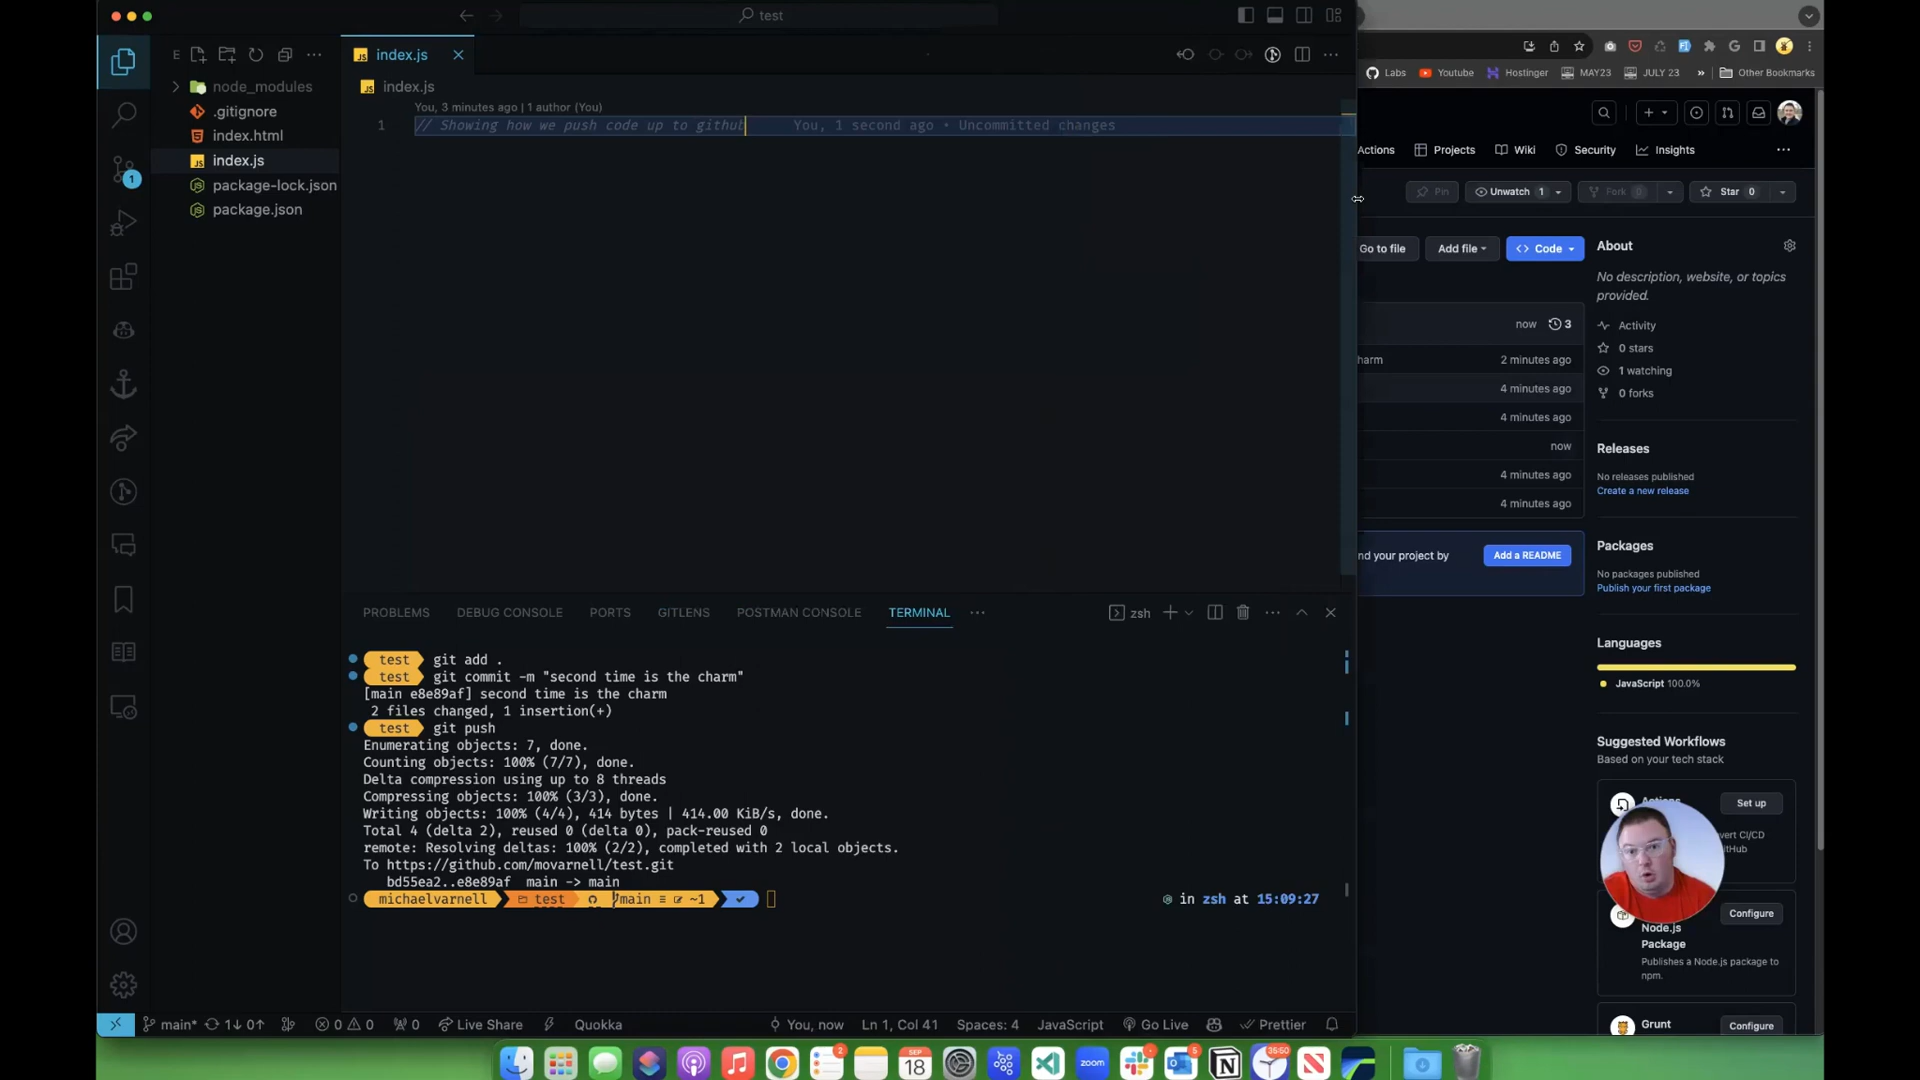 test
E
index.js
index.js
node_modules
.gitignore
index.html
index.js
package-lock.json
package.json
1
You, 3 minutes ago | 1 author (You)
1 // Showing how we push code up to github You, 1 second ago • Uncommitted changes
PROBLEMS DEBUG CONSOLE PORTS GITLENS POSTMAN CONSOLE TERMINAL
zsh
test git add .
test git commit -m "second time is the charm"
[main e8e89af] second time is the charm
2 files changed, 1 insertion(+)
test git push
Enumerating objects: 7, done.
Counting objects: 100% (7/7), done.
Delta compression using up to 8 threads
Compressing objects: 100% (3/3), done.
Writing objects: 100% (4/4), 414 bytes | 414.00 KiB/s, done.
Total 4 (delta 2), reused 0 (delta 0), pack-reused 0
remote: Resolving deltas: 100% (2/2), completed with 2 local objects.
To https://github.com/movarnell/test.git
bd55ea2..e8e89af main -> main
michaelvarnell test main ≡ ~1 in zsh at 15:09:27
main* 1↓ 0↑ 0 0 0 Live Share Quokka You, now Ln 1, Col 41 Spaces: 4 JavaScript Go Live Prettier
Labs Youtube Hostinger MAY23 JULY 23 » Other Bookmarks
Actions Projects Wiki Security Insights
Pin Unwatch 1 Fork 0 Star 0
Go to file Add file Code
now 3
harm 2 minutes ago
4 minutes ago
4 minutes ago
now
4 minutes ago
4 minutes ago
nd your project by Add a README
About
No description, website, or topics
provided.
Activity
0 stars
1 watching
0 forks
Releases
No releases published
Create a new release
Packages
No packages published
Publish your first package
Languages
JavaScript 100.0%
Suggested Workflows
Based on your tech stack
Set up
vert CI/CD
itHub
Configure
Node.js
Package
Publishes a Node.js package to
npm.
Grunt Configure
2
SEP
18
zoom
5
35:50